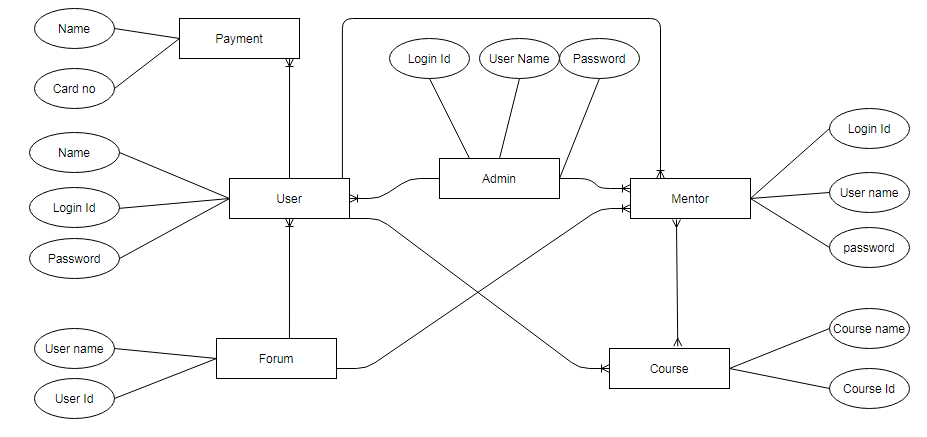 Name
Payment
Card no
Login Id
User Name
Password
Name
Login Id
Password
User
Admin
Mentor
Login Id
User name
password
User name
User Id
Forum
Course
Course name
Course Id